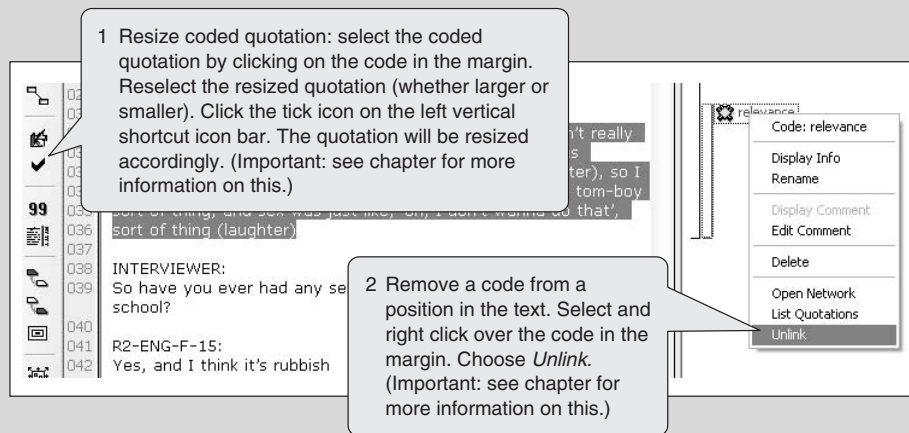 1 Resize coded quotation: select the coded
quotation by clicking on the code in the margin.
Reselect the resized quotation (whether larger or
smaller). Click the tick icon on the left vertical
shortcut icon bar. The quotation will be resized
accordingly. (Important: see chapter for more
information on this.)
really
ter), so I
tom-boy
sort of thing, and sex was just like, 'oh, I don't wanna do that',
036 sort of thing (laughter)
037
038 INTERVIEWER:
039 So have you ever had any se
school?
040
041 R2-ENG-F-15:
042 Yes, and I think it's rubbish
99
relevance
Code: relevance
Display Info
Rename
Display Comment
Edit Comment
Delete
Open Network
List Quotations
Unlink
2 Remove a code from a
position in the text. Select and
right click over the code in the
margin. Choose Unlink.
(Important: see chapter for
more information on this.)